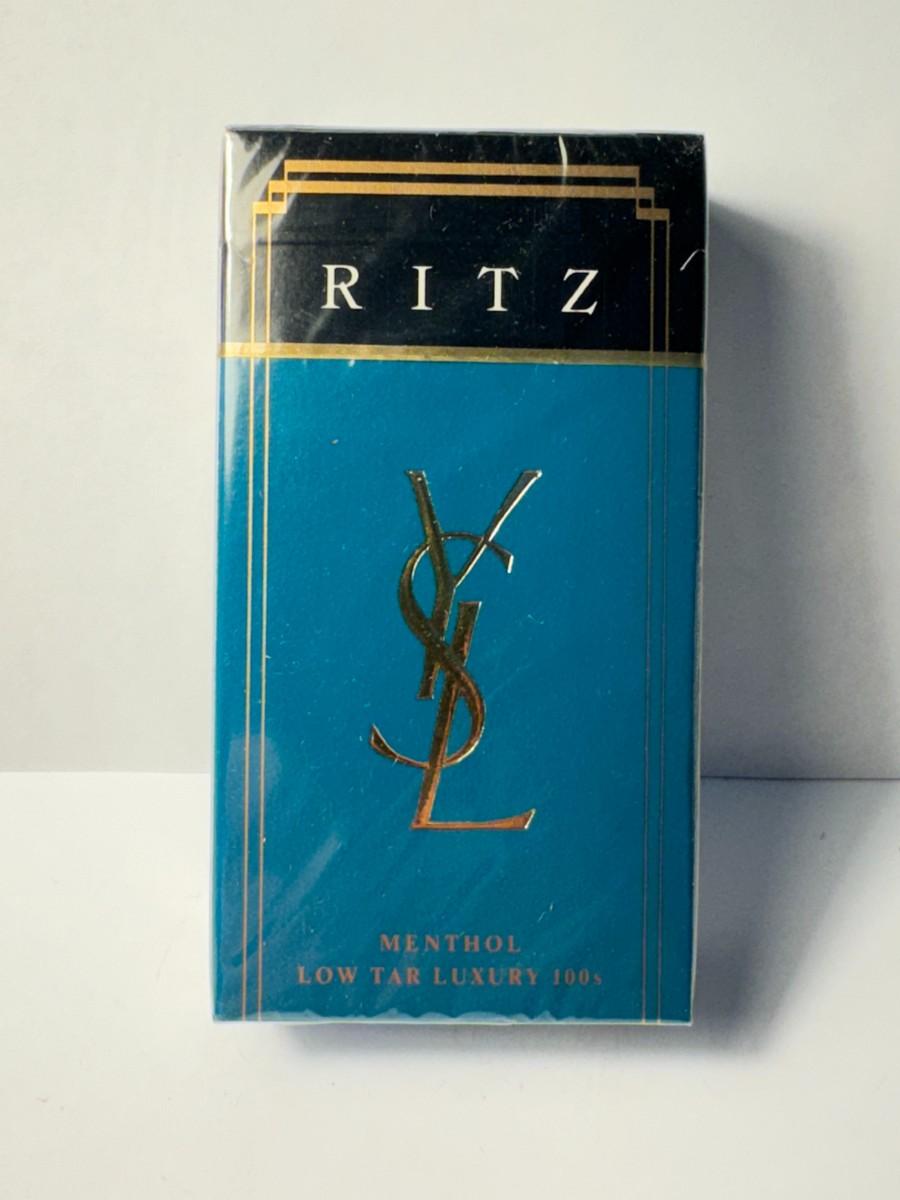 RITZ
YSL
MENTHOL
LOW TAR LUXURY 100s